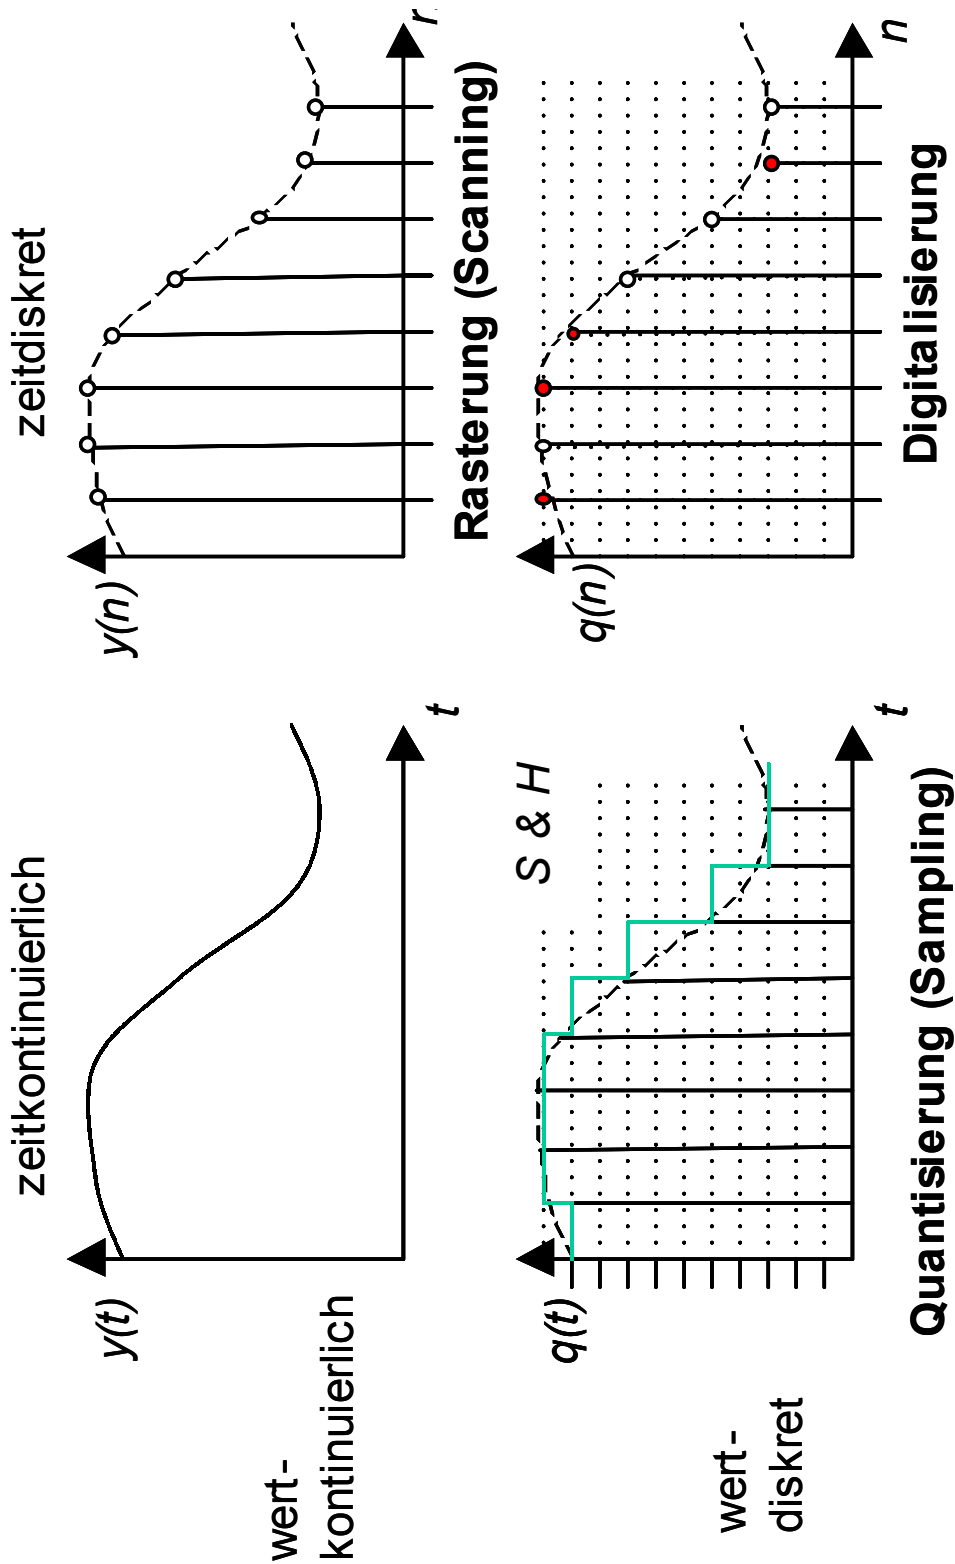 zeitkontinuierlich
zeitdiskret
y(t)
t
y(n)
n
wert-
kontinuierlich
Rasterung (Scanning)
q(t)
S & H
t
q(n)
n
wert-
diskret
Quantisierung (Sampling)
Digitalisierung